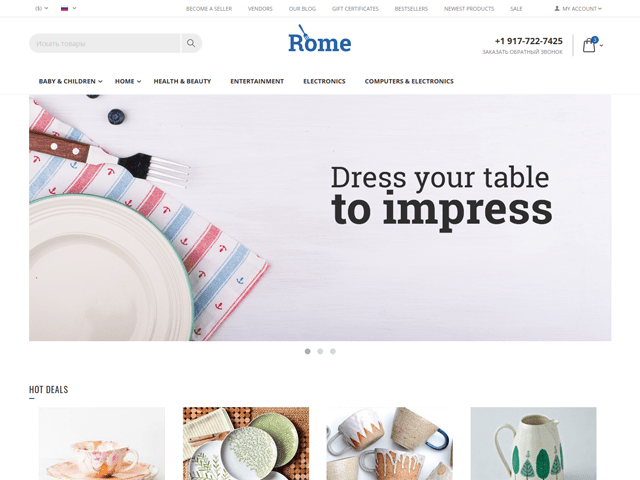 ($)
BECOME A SELLER VENDORS OUR BLOG GIFT CERTIFICATES BESTSELLERS NEWEST PRODUCTS SALE MY ACCOUNT
Искать товары
Rome
+1 917-722-7425
ЗАКАЗАТЬ ОБРАТНЫЙ ЗВОНОК
BABY & CHILDREN HOME HEALTH & BEAUTY ENTERTAINMENT ELECTRONICS COMPUTERS & ELECTRONICS
Dress your table
to impress
HOT DEALS